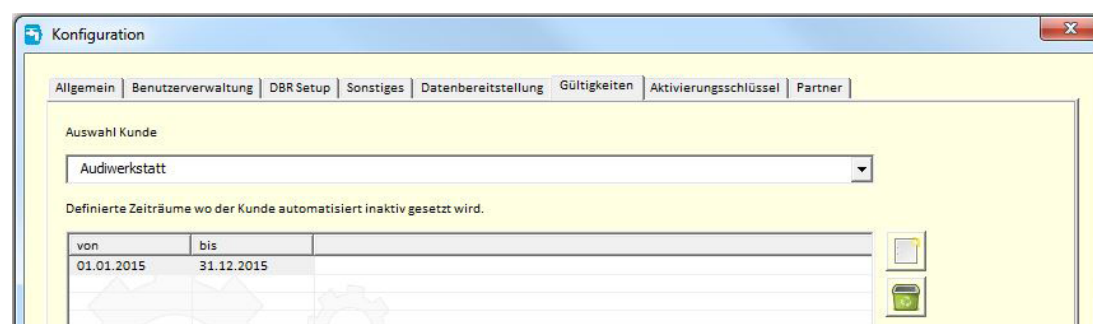 Konfiguration
Allgemein Benutzerverwaltung DBR Setup Sonstiges Datenbereitstellung Gültigkeiten Aktivierungsschlüssel Partner
Auswahl Kunde
Audiwerkstatt
Definierte Zeiträume wo der Kunde automatisiert inaktiv gesetzt wird.
von bis
01.01.2015 31.12.2015